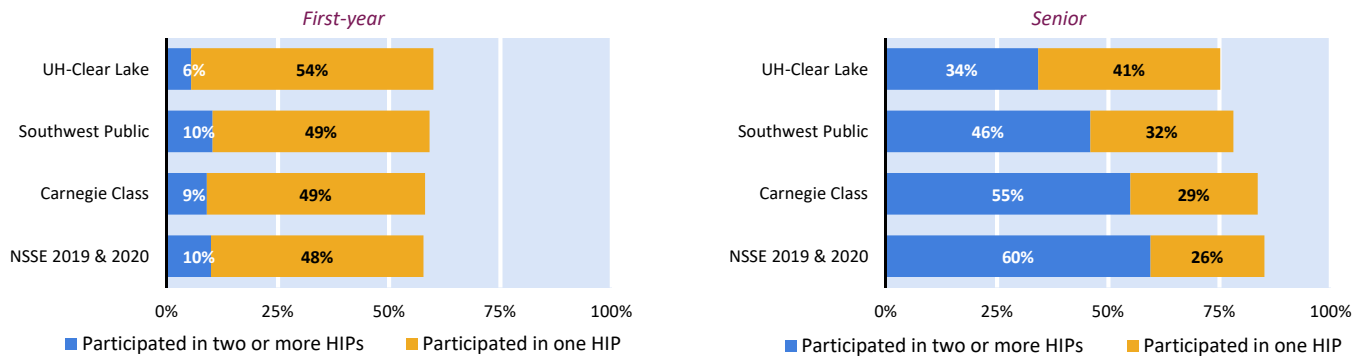 First-year
UH-Clear Lake
6%
54%
Southwest Public
10%
49%
Carnegie Class
9%
49%
NSSE 2019 & 2020
10%
48%
0%
25%
50%
75%
100%
Participated in two or more HIPs
Participated in one HIP
Senior
UH-Clear Lake
34%
41%
Southwest Public
46%
32%
Carnegie Class
55%
29%
NSSE 2019 & 2020
60%
26%
0%
25%
50%
75%
100%
Participated in two or more HIPs
Participated in one HIP